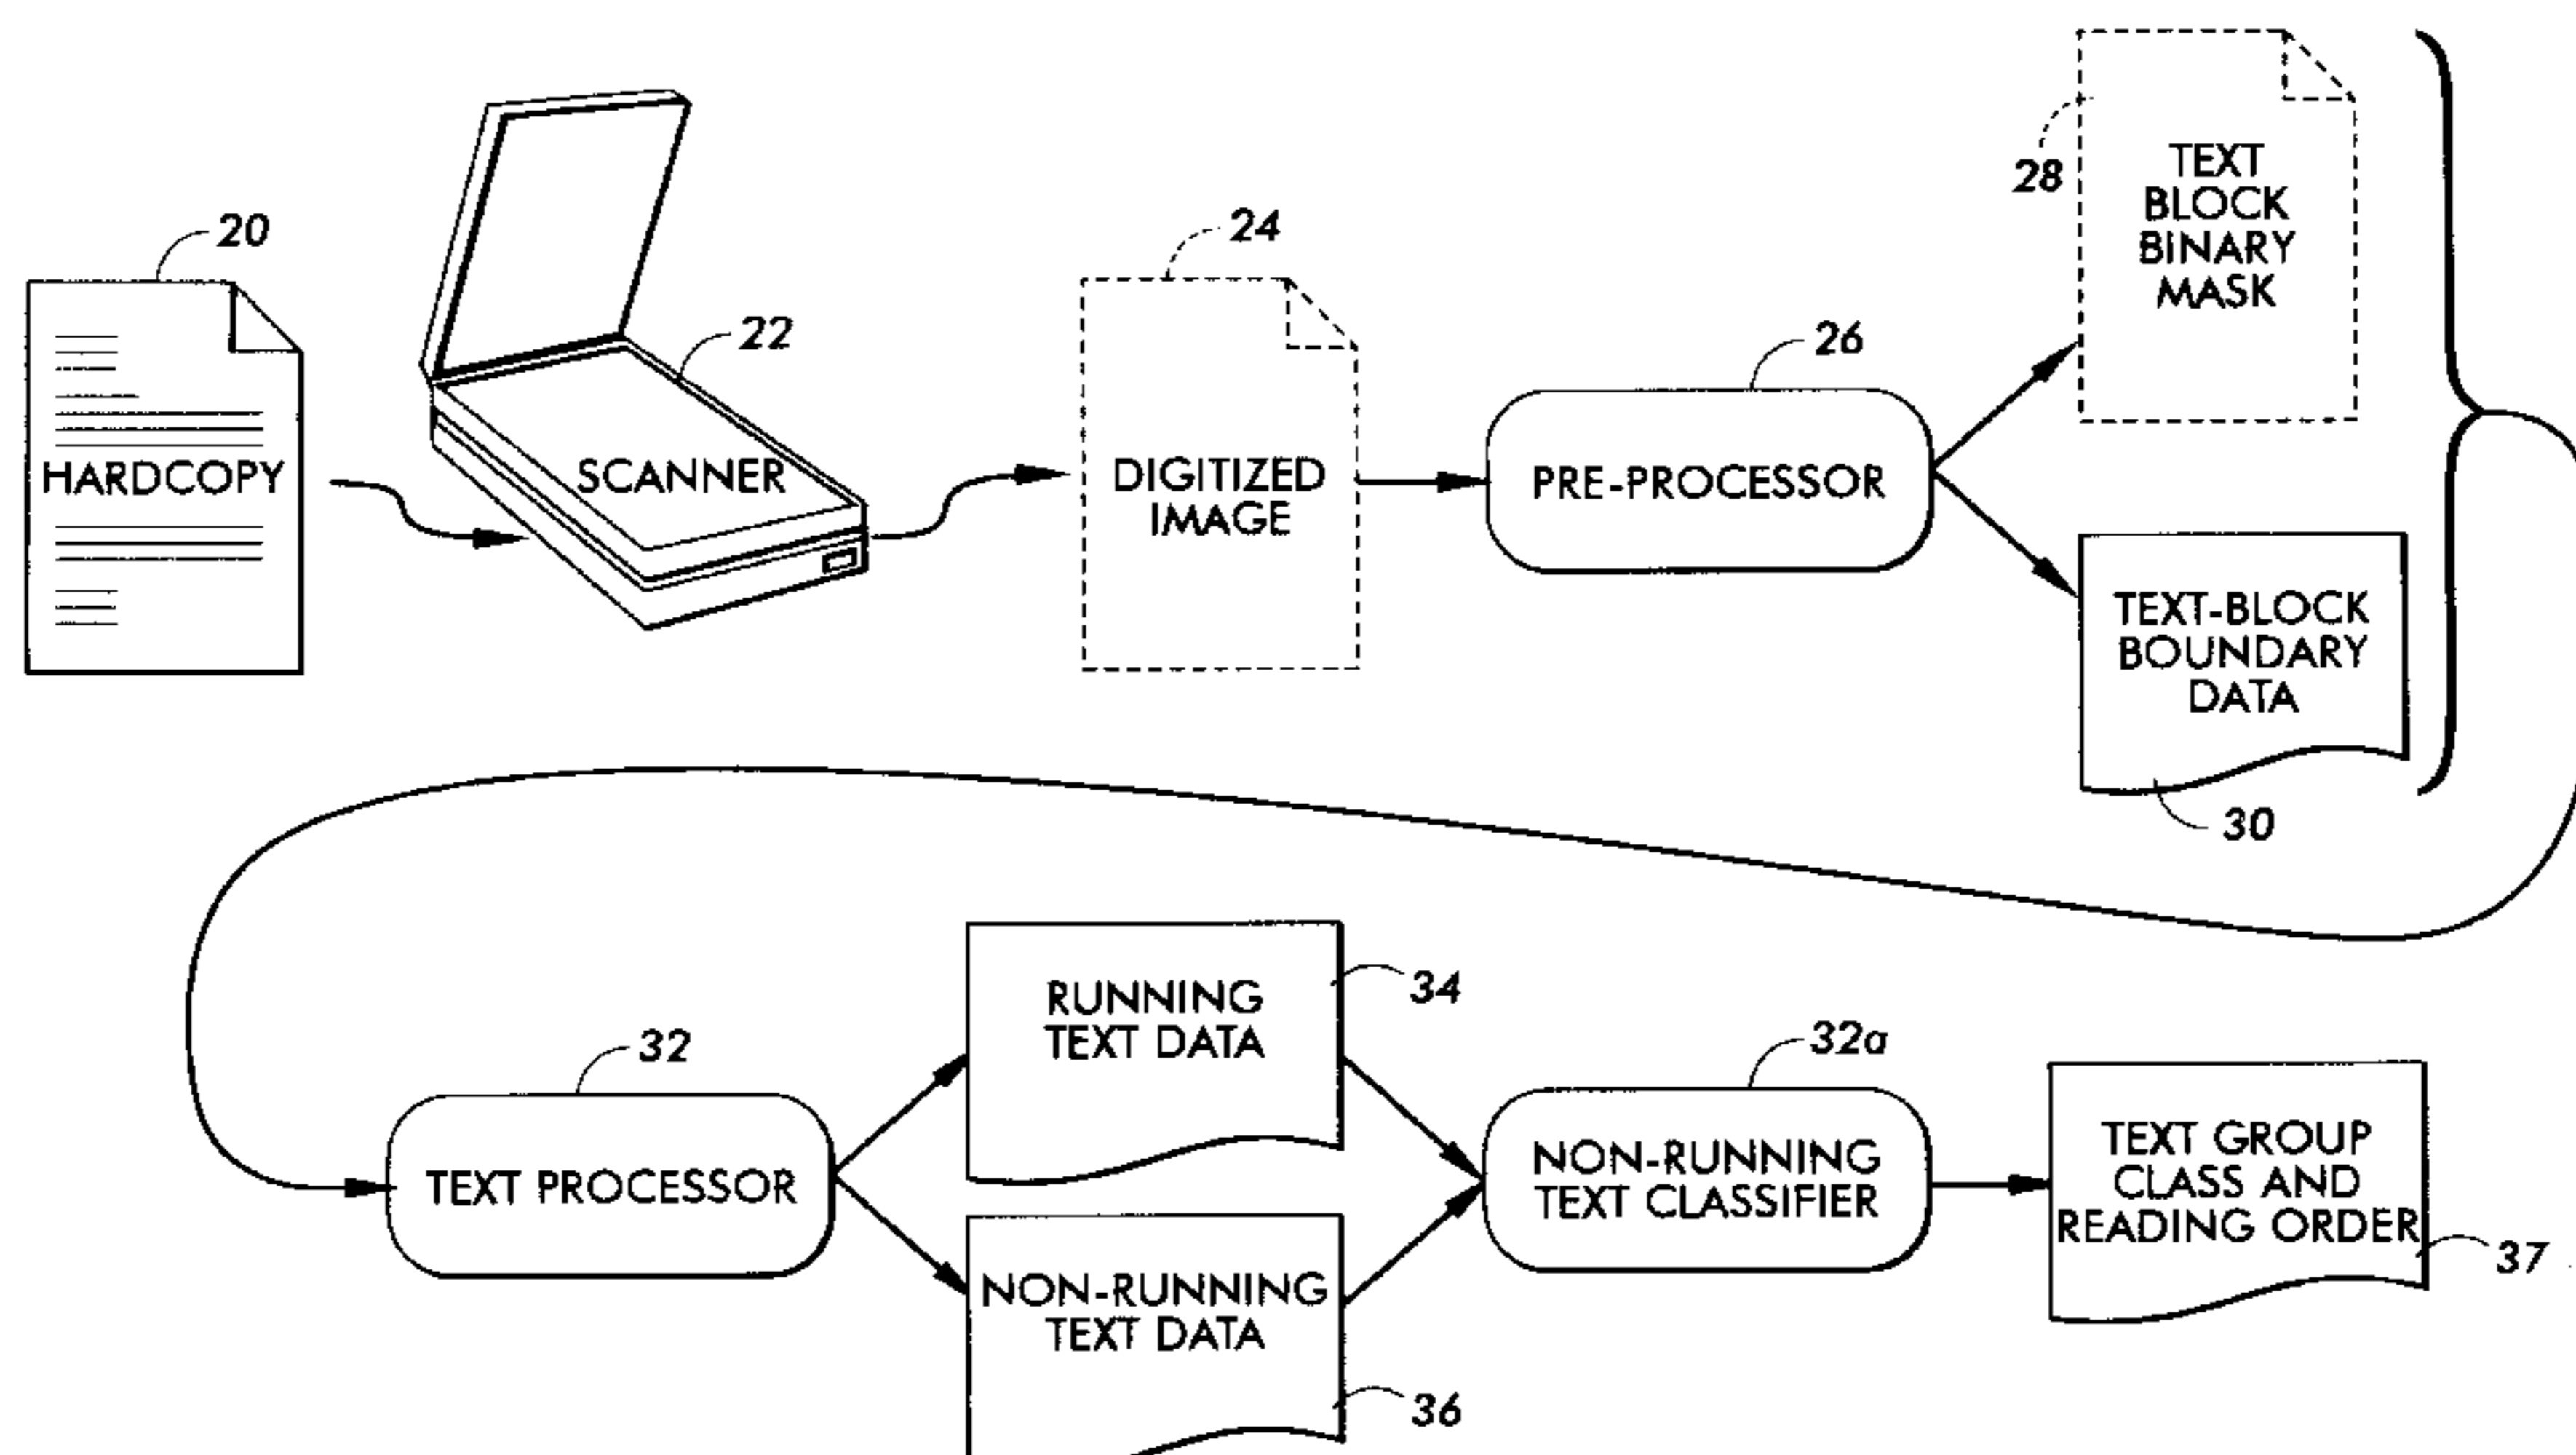 20
HARDCOPY
22
SCANNER
24
DIGITIZED
IMAGE
26
PRE-PROCESSOR
28
TEXT
BLOCK
BINARY
MASK
TEXT-BLOCK
BOUNDARY
DATA
30
32
TEXT PROCESSOR
34
RUNNING
TEXT DATA
NON-RUNNING
TEXT DATA
36
32a
NON-RUNNING
TEXT CLASSIFIER
TEXT GROUP
CLASS AND
READING ORDER
37